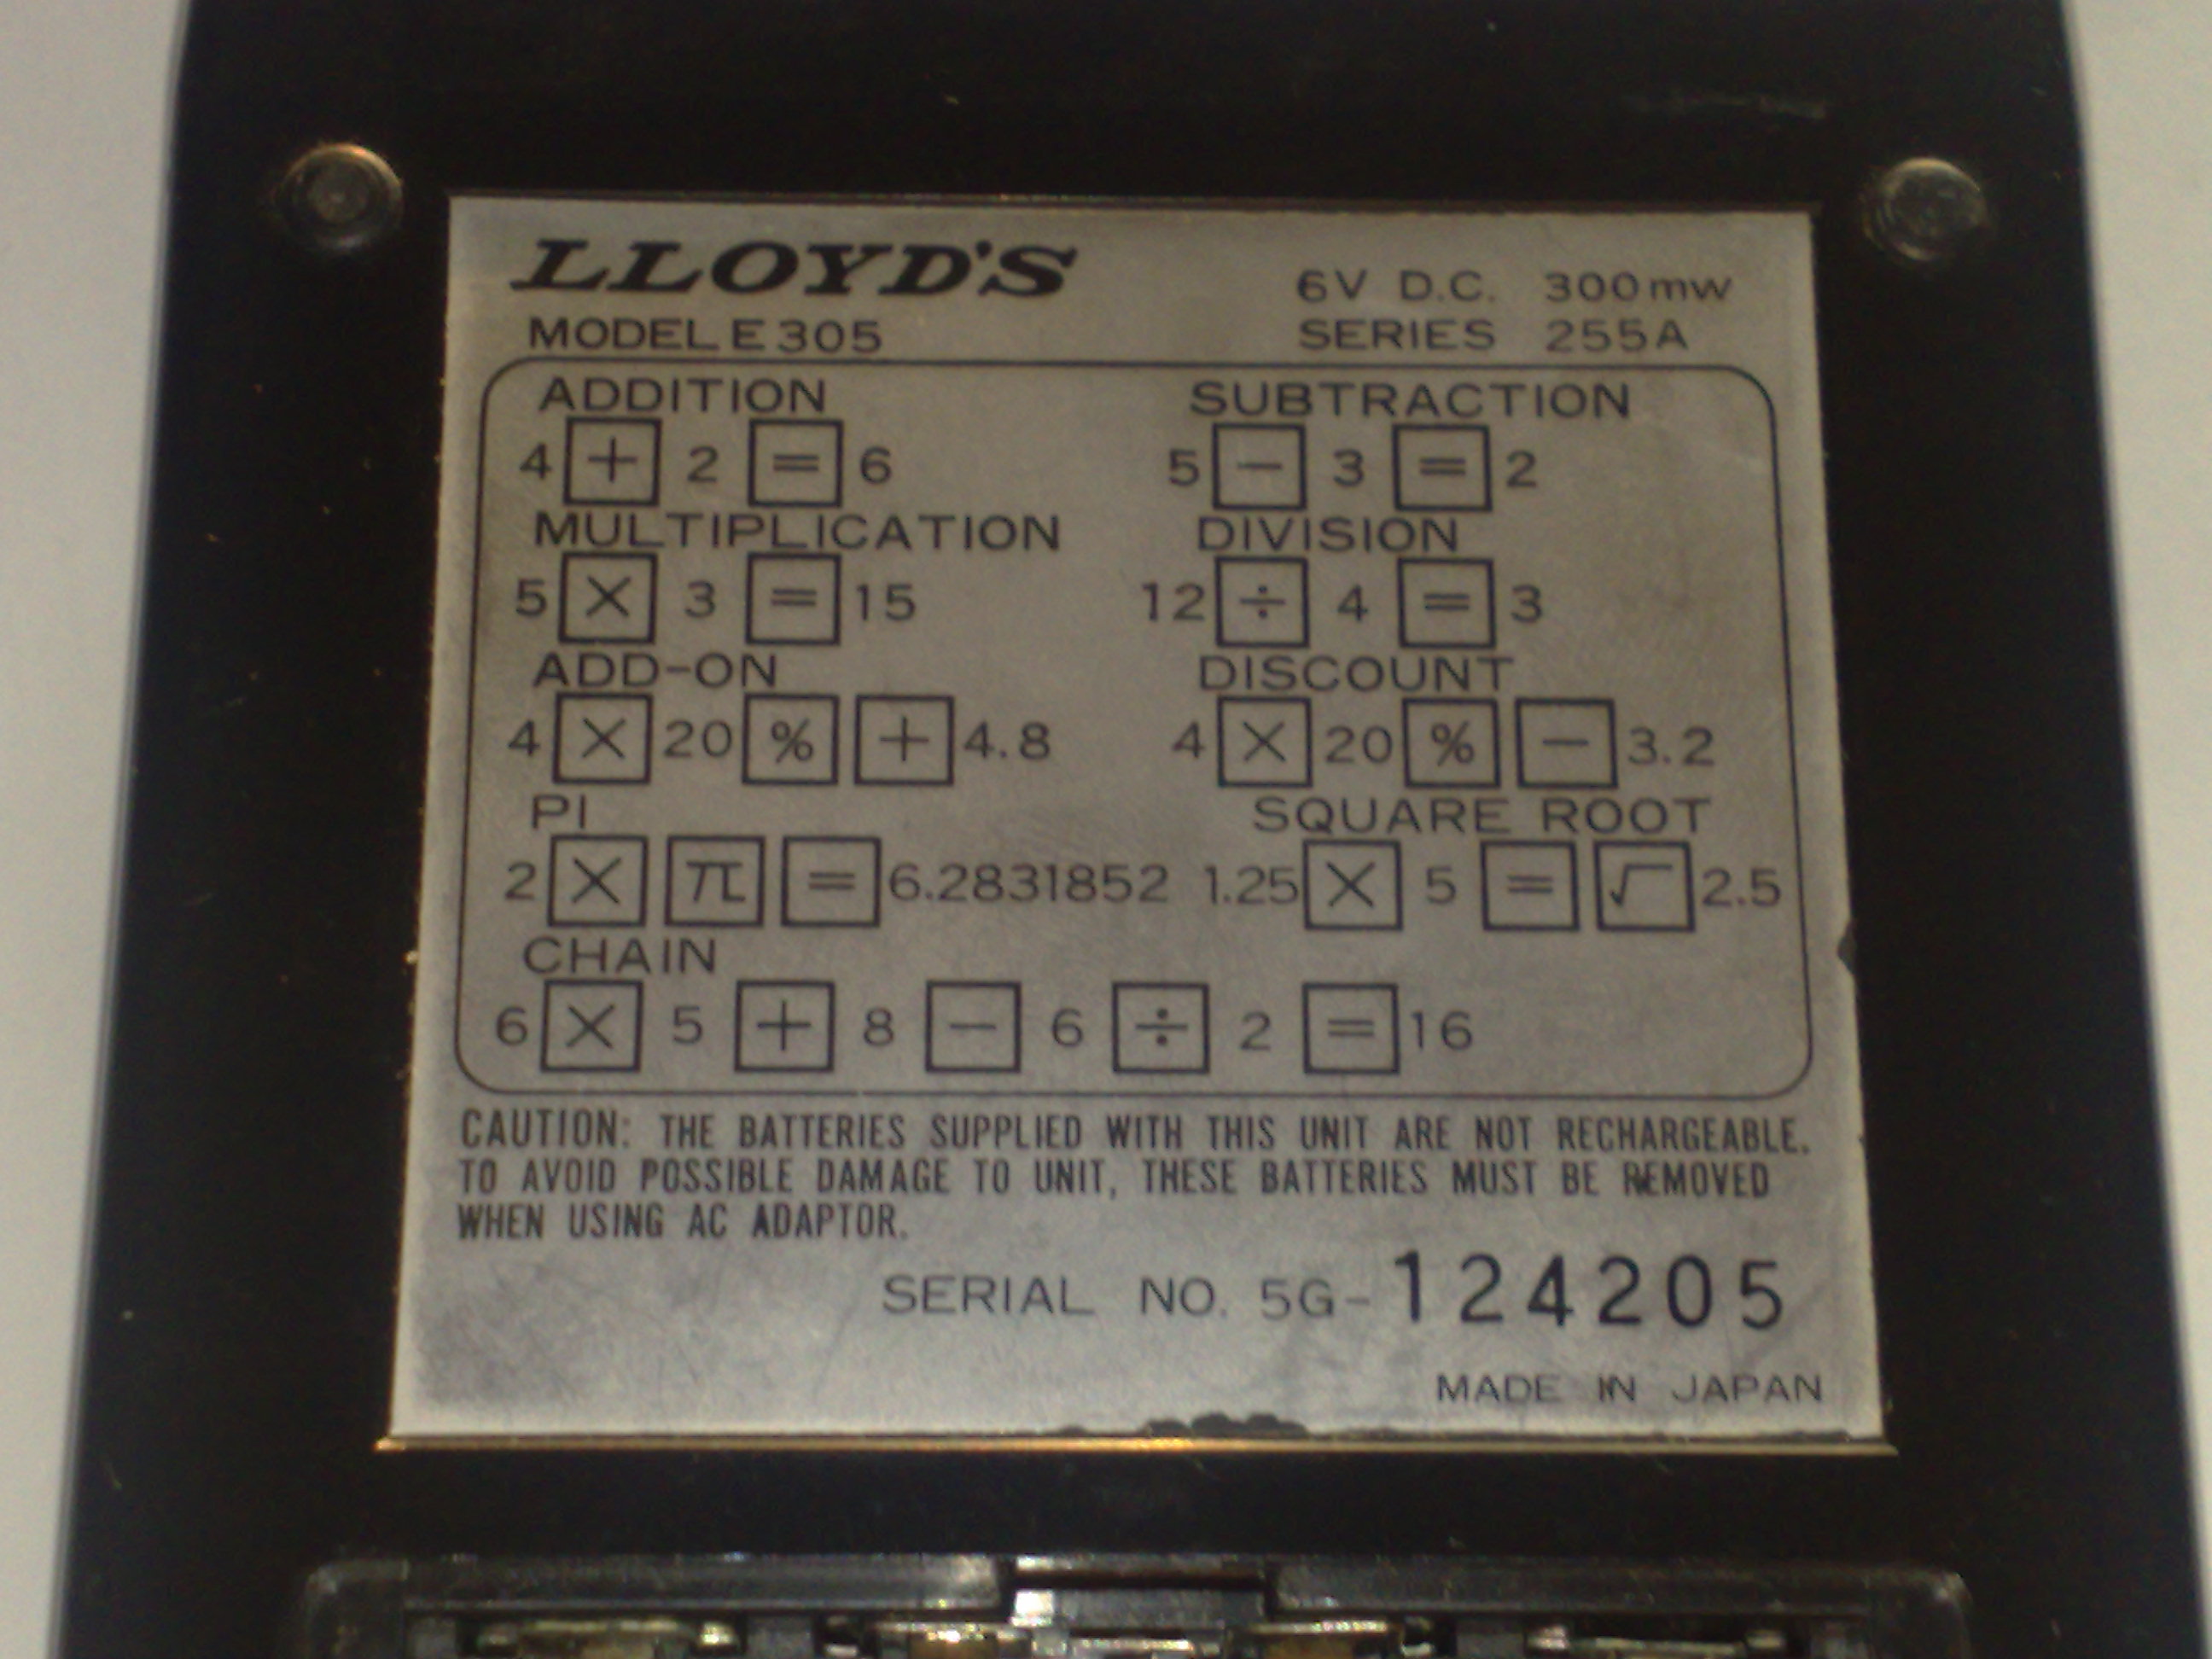 LLOYD'S
6V D.C. 300mw
MODEL E305
SERIES 255A
ADDITION
4 + 2 = 6
SUBTRACTION
5 − 3 = 2
MULTIPLICATION
5 × 3 = 15
DIVISION
12 ÷ 4 = 3
ADD-ON
4 × 20 % + 4.8
DISCOUNT
4 × 20 % − 3.2
PI
2 × π = 6.2831852
SQUARE ROOT
1.25 × 5 = √ 2.5
CHAIN
6 × 5 + 8 − 6 ÷ 2 = 16
CAUTION: THE BATTERIES SUPPLIED WITH THIS UNIT ARE NOT RECHARGEABLE.
TO AVOID POSSIBLE DAMAGE TO UNIT, THESE BATTERIES MUST BE REMOVED
WHEN USING AC ADAPTOR.
SERIAL NO. 5G-124205
MADE IN JAPAN